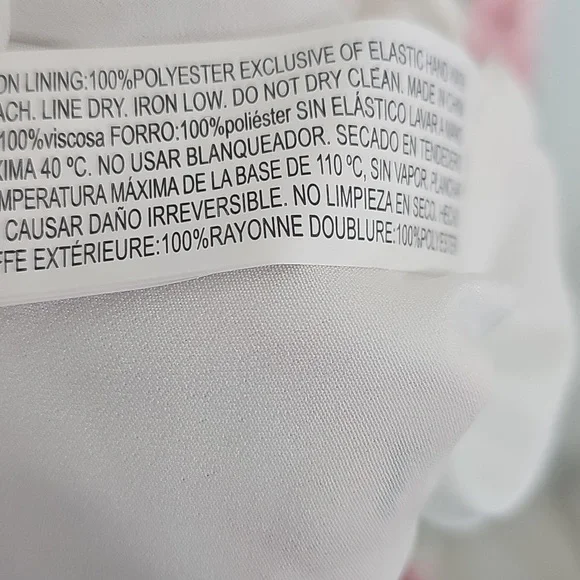 ON LINING:100%POLYESTER EXCLUSIVE OF ELASTIC HAND
ACH. LINE DRY. IRON LOW. DO NOT DRY CLEAN. MADE IN
100%viscosa FORRO:100%poliéster SIN ELÁSTICO LAVAR A
XIMA 40 ºC. NO USAR BLANQUEADOR. SECADO EN TENDEDERO
MPERATURA MÁXIMA DE LA BASE DE 110 ºC, SIN VAPOR.
CAUSAR DAÑO IRREVERSIBLE. NO LIMPIEZA EN SECO.
FFE EXTÉRIEURE:100%RAYONNE DOUBLURE:100%POLYESTER